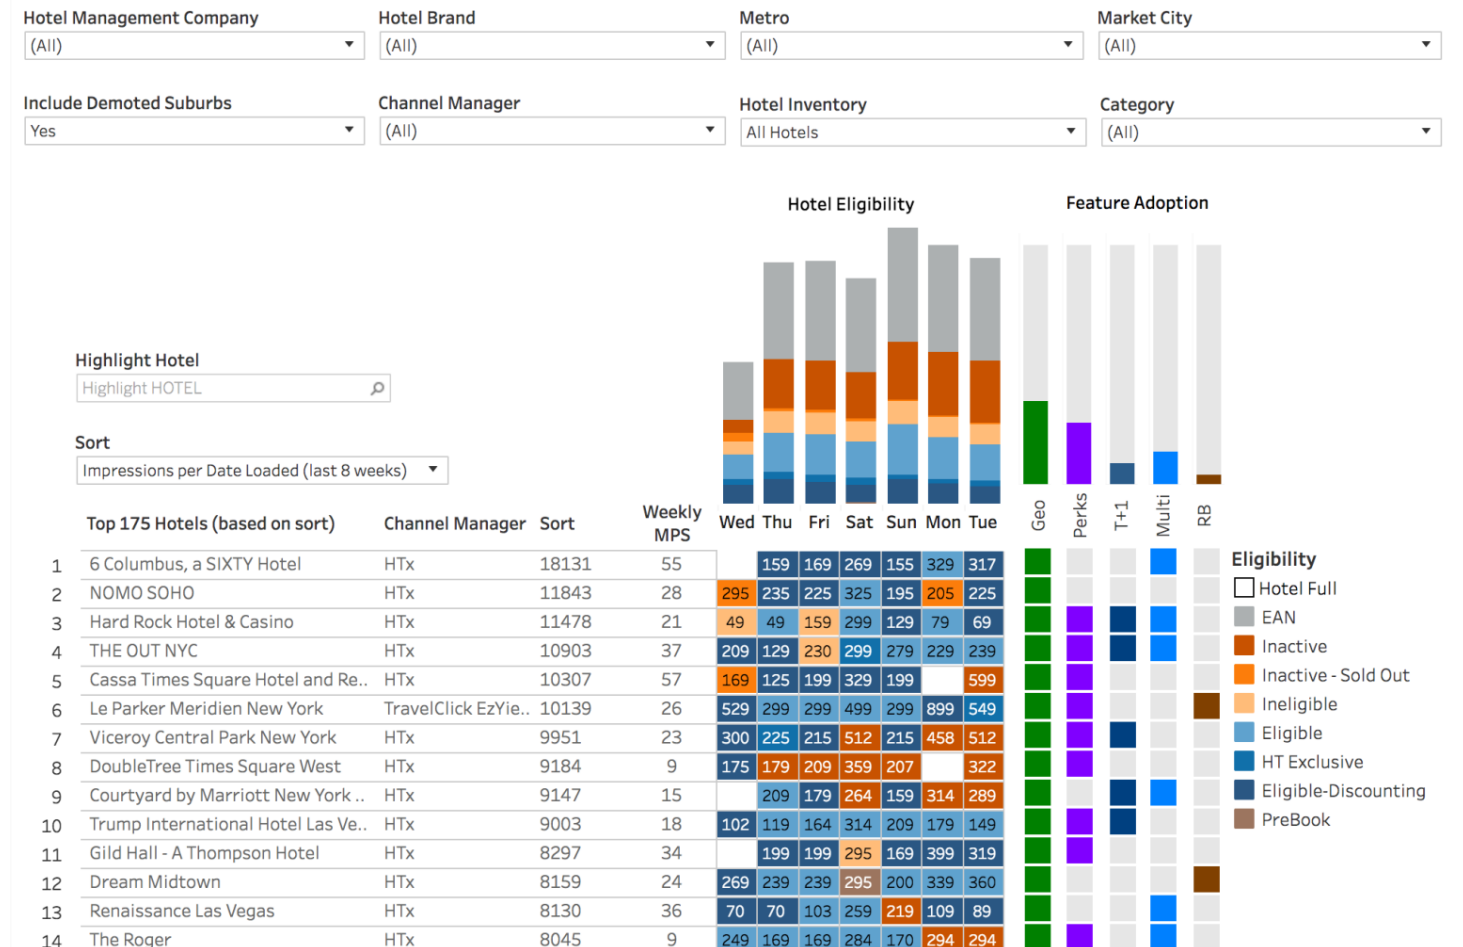 Hotel Management Company Hotel Brand Metro Market City
(All) (All) (All) (All)
Include Demoted Suburbs Channel Manager Hotel Inventory Category
Yes (All) All Hotels (All)
Hotel Eligibility Feature Adoption
Highlight Hotel
Highlight HOTEL
Sort
Impressions per Date Loaded (last 8 weeks)
Geo Perks T+1 Multi RB
Top 175 Hotels (based on sort) Channel Manager Sort Weekly MPS Wed Thu Fri Sat Sun Mon Tue
1 6 Columbus, a SIXTY Hotel HTx 18131 55 159 169 269 155 329 317
2 NOMO SOHO HTx 11843 28 295 235 225 325 195 205 225
3 Hard Rock Hotel & Casino HTx 11478 21 49 49 159 299 129 79 69
4 THE OUT NYC HTx 10903 37 209 129 230 299 279 229 239
5 Cassa Times Square Hotel and Re.. HTx 10307 57 169 125 199 329 199 599
6 Le Parker Meridien New York TravelClick EzYie.. 10139 26 529 299 299 499 299 899 549
7 Viceroy Central Park New York HTx 9951 23 300 225 215 512 215 458 512
8 DoubleTree Times Square West HTx 9184 9 175 179 209 359 207 322
9 Courtyard by Marriott New York .. HTx 9147 15 209 179 264 159 314 289
10 Trump International Hotel Las Ve.. HTx 9003 18 102 119 164 314 209 179 149
11 Gild Hall - A Thompson Hotel HTx 8297 34 199 199 295 169 399 319
12 Dream Midtown HTx 8159 24 269 239 239 295 200 339 360
13 Renaissance Las Vegas HTx 8130 36 70 70 103 259 219 109 89
14 The Roger HTx 8045 9 249 169 169 284 170 294 294
Eligibility
Hotel Full
EAN
Inactive
Inactive - Sold Out
Ineligible
Eligible
HT Exclusive
Eligible-Discounting
PreBook